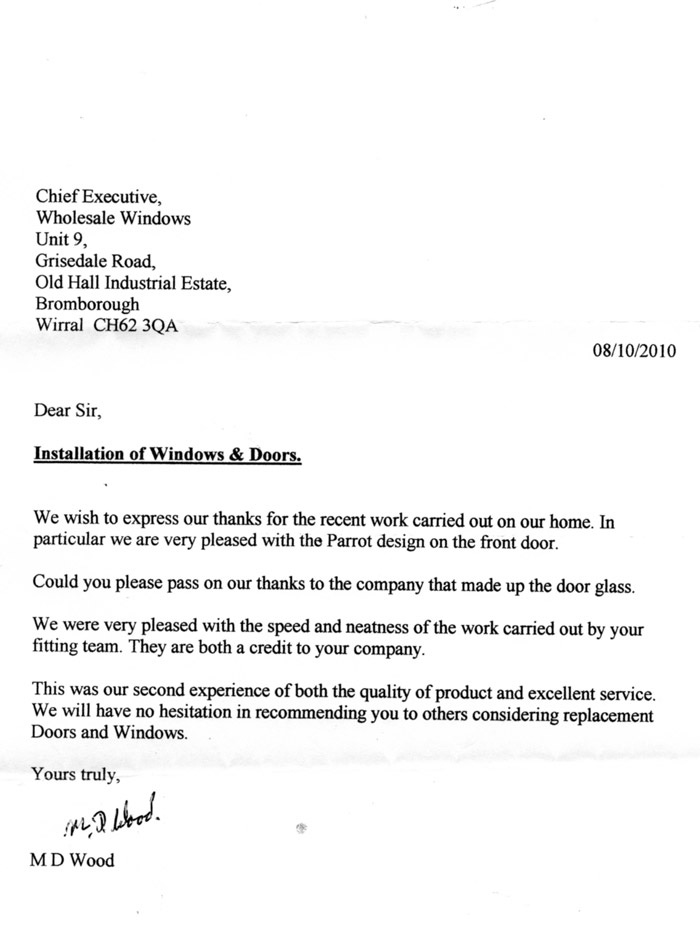 Chief Executive,
Wholesale Windows
Unit 9,
Grisedale Road,
Old Hall Industrial Estate,
Bromborough
Wirral CH62 3QA
08/10/2010
Dear Sir,
Installation of Windows & Doors.
We wish to express our thanks for the recent work carried out on our home. In
particular we are very pleased with the Parrot design on the front door.
Could you please pass on our thanks to the company that made up the door glass.
We were very pleased with the speed and neatness of the work carried out by your
fitting team. They are both a credit to your company.
This was our second experience of both the quality of product and excellent service.
We will have no hesitation in recommending you to others considering replacement
Doors and Windows.
Yours truly,
M D Wood.
M D Wood